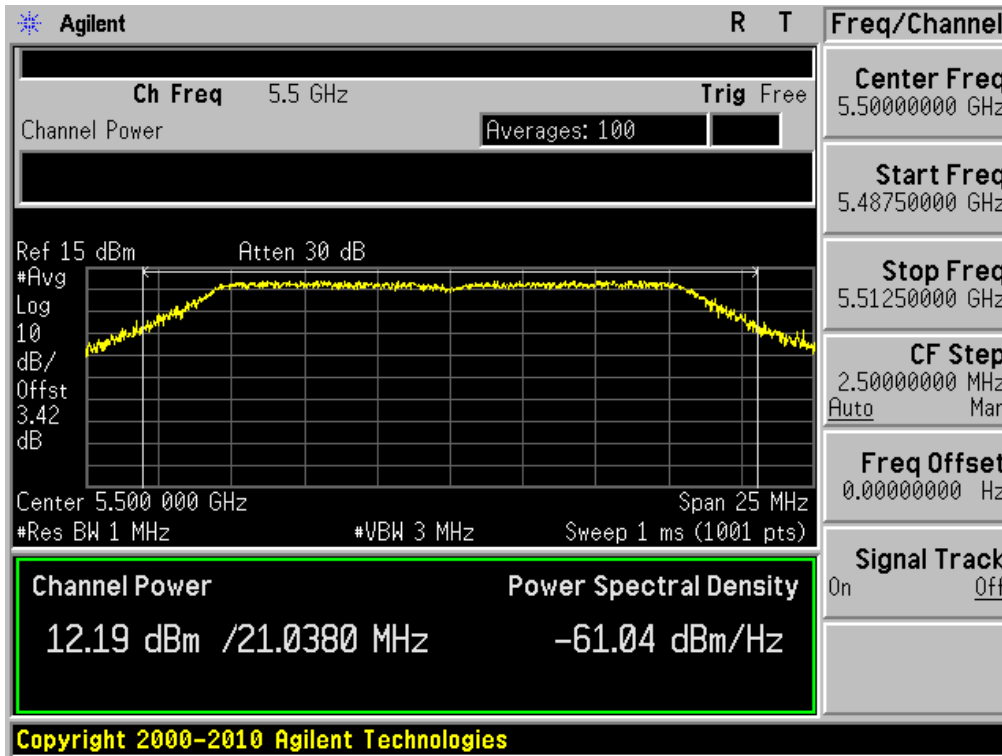 Agilent R T
Freq/Channel
Ch Freq 5.5 GHz Trig Free
Channel Power Averages: 100
Ref 15 dBm Atten 30 dB
#Avg
Log
10
dB/
Offst
3.42
dB
Center 5.500 000 GHz Span 25 MHz
#Res BW 1 MHz #VBW 3 MHz Sweep 1 ms (1001 pts)
Channel Power Power Spectral Density
12.19 dBm /21.0380 MHz -61.04 dBm/Hz
Copyright 2000-2010 Agilent Technologies
Center Freq
5.50000000 GHz
Start Freq
5.48750000 GHz
Stop Freq
5.51250000 GHz
CF Step
2.50000000 MHz
Auto Man
Freq Offset
0.00000000 Hz
Signal Track
On Off